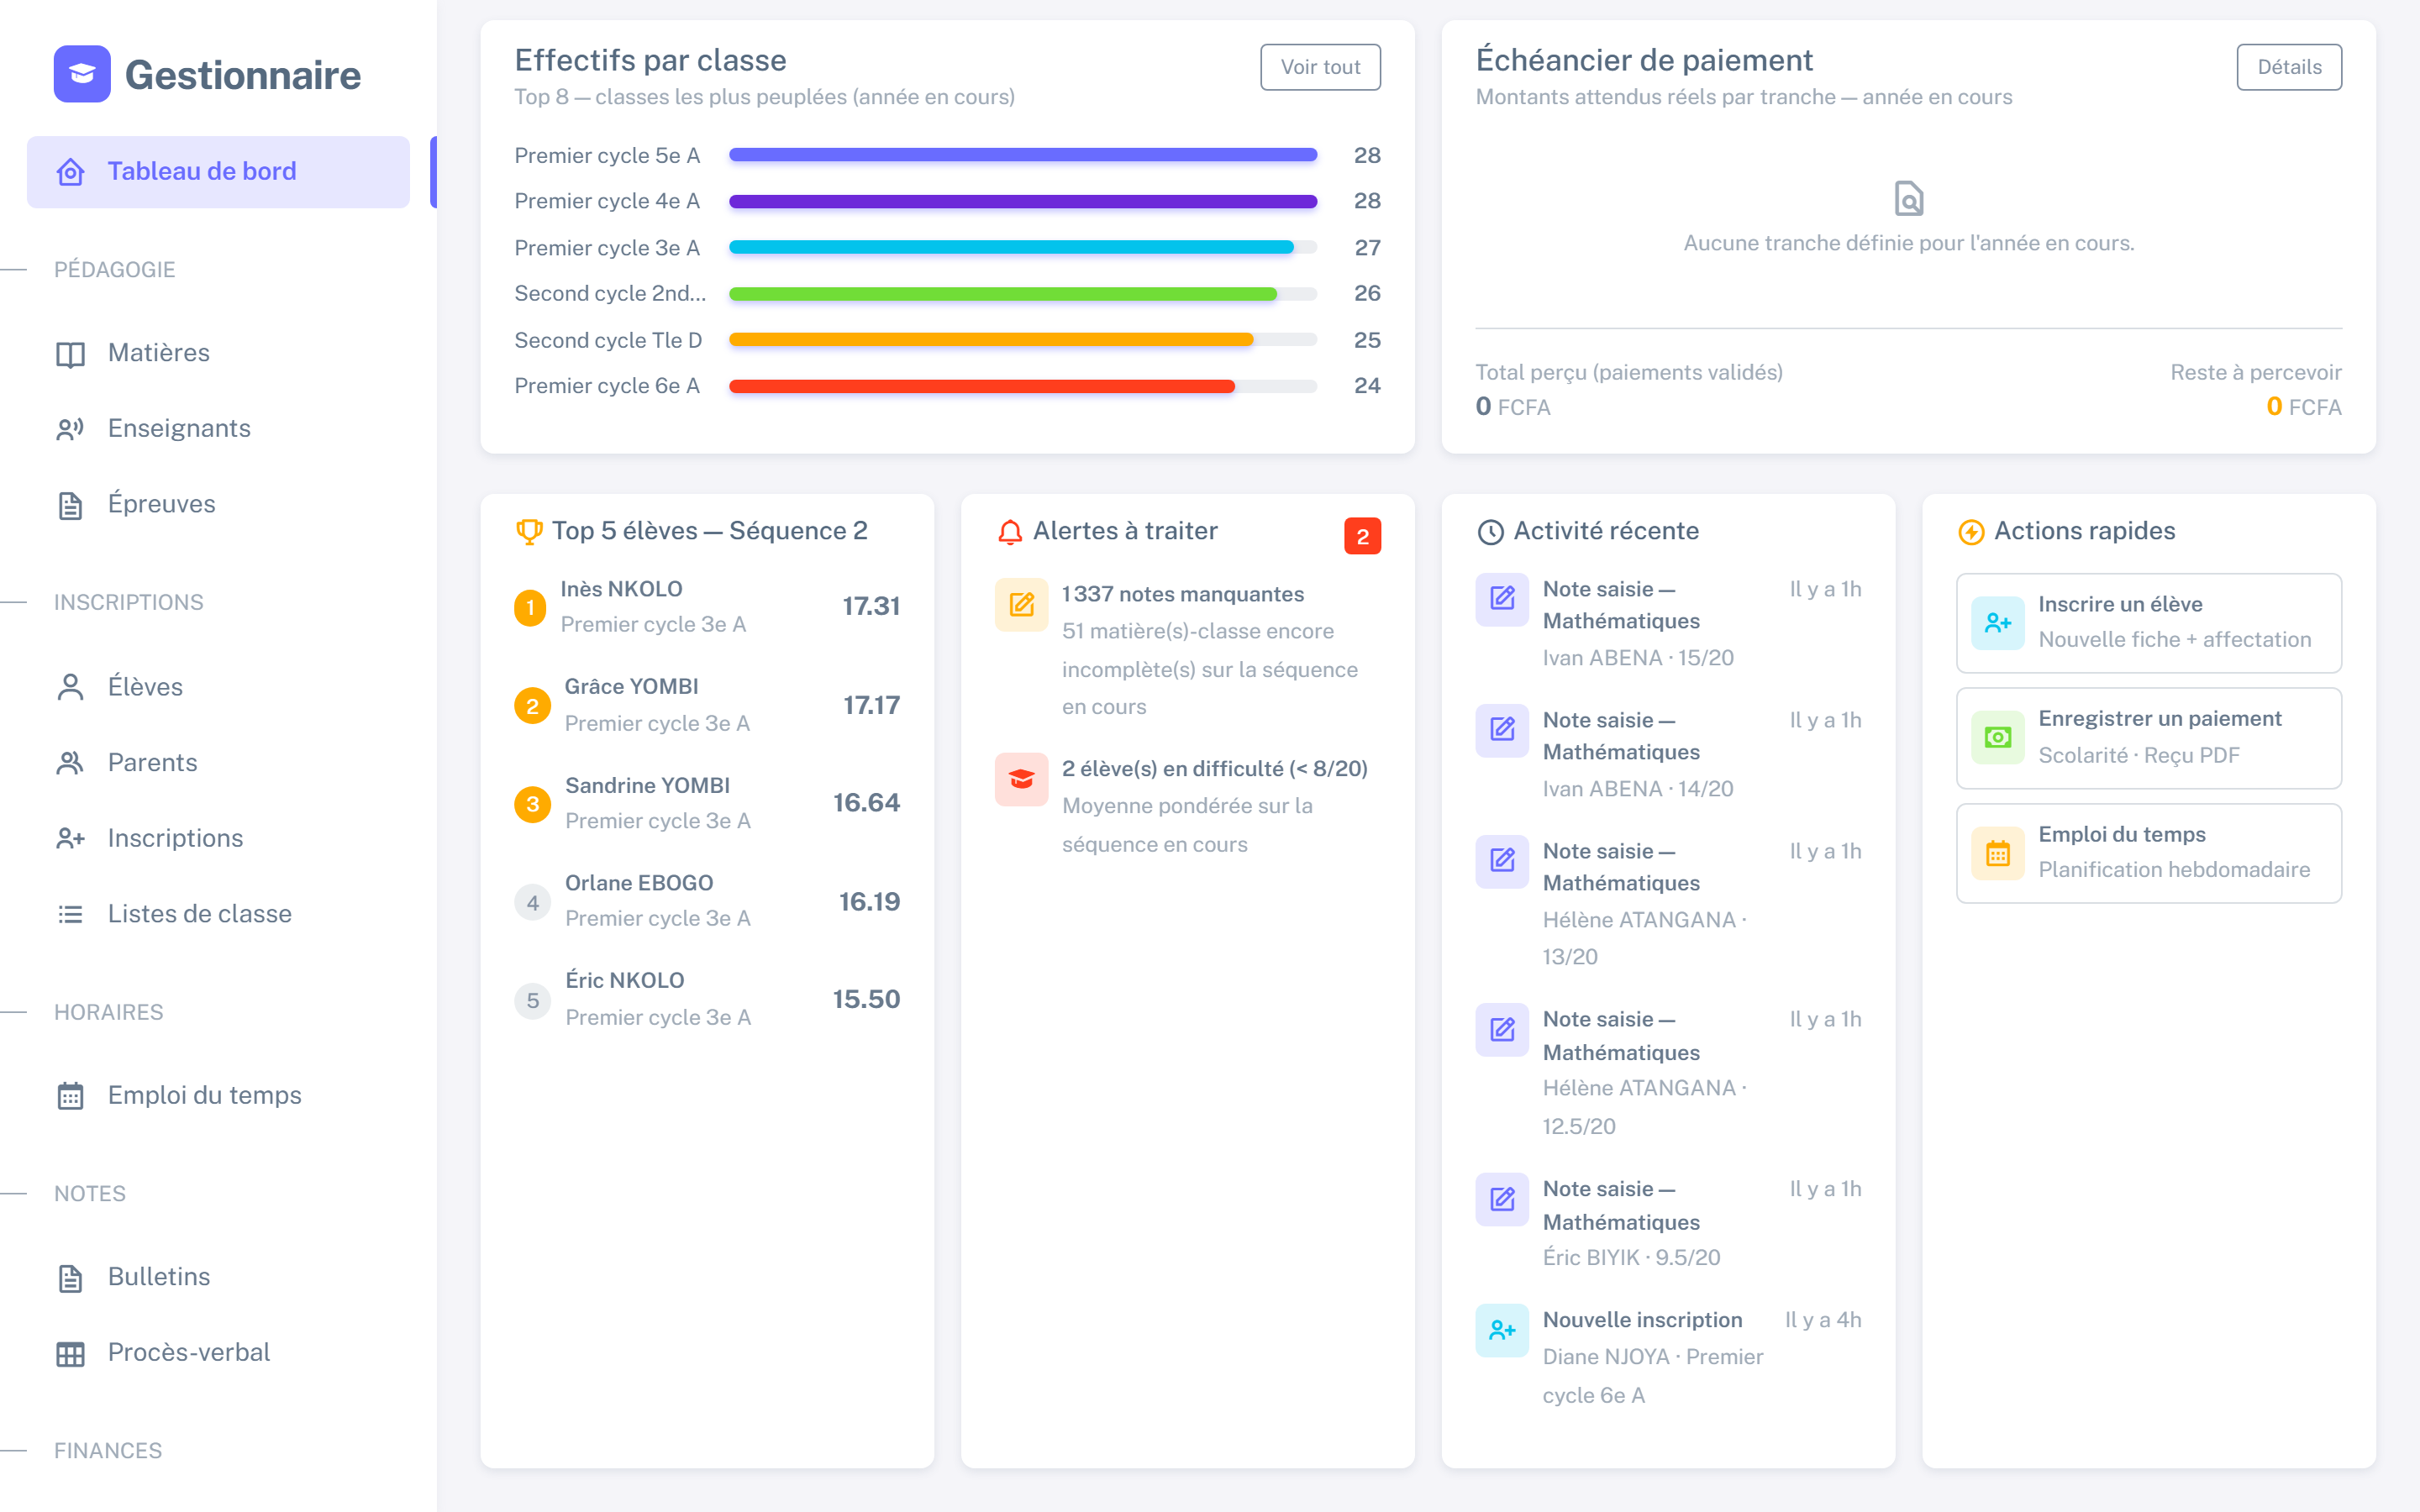 Gestionnaire
Tableau de bord
PÉDAGOGIE
Matières
Enseignants
Épreuves
INSCRIPTIONS
Élèves
Parents
Inscriptions
Listes de classe
HORAIRES
Emploi du temps
NOTES
Bulletins
Procès-verbal
FINANCES
Effectifs par classe
Voir tout
Top 8 — classes les plus peuplées (année en cours)
Premier cycle 5e A 28
Premier cycle 4e A 28
Premier cycle 3e A 27
Second cycle 2nd... 26
Second cycle Tle D 25
Premier cycle 6e A 24
Échéancier de paiement
Détails
Montants attendus réels par tranche — année en cours
Aucune tranche définie pour l'année en cours.
Total perçu (paiements validés)
0 FCFA
Reste à percevoir
0 FCFA
Top 5 élèves — Séquence 2
1 Inès NKOLO 17.31
Premier cycle 3e A
2 Grâce YOMBI 17.17
Premier cycle 3e A
3 Sandrine YOMBI 16.64
Premier cycle 3e A
4 Orlane EBOGO 16.19
Premier cycle 3e A
5 Éric NKOLO 15.50
Premier cycle 3e A
Alertes à traiter 2
1 337 notes manquantes
51 matière(s)-classe encore
incomplète(s) sur la séquence
en cours
2 élève(s) en difficulté (< 8/20)
Moyenne pondérée sur la
séquence en cours
Activité récente
Note saisie — Il y a 1h
Mathématiques
Ivan ABENA · 15/20
Note saisie — Il y a 1h
Mathématiques
Ivan ABENA · 14/20
Note saisie — Il y a 1h
Mathématiques
Hélène ATANGANA ·
13/20
Note saisie — Il y a 1h
Mathématiques
Hélène ATANGANA ·
12.5/20
Note saisie — Il y a 1h
Mathématiques
Éric BIYIK · 9.5/20
Nouvelle inscription Il y a 4h
Diane NJOYA · Premier
cycle 6e A
Actions rapides
Inscrire un élève
Nouvelle fiche + affectation
Enregistrer un paiement
Scolarité · Reçu PDF
Emploi du temps
Planification hebdomadaire